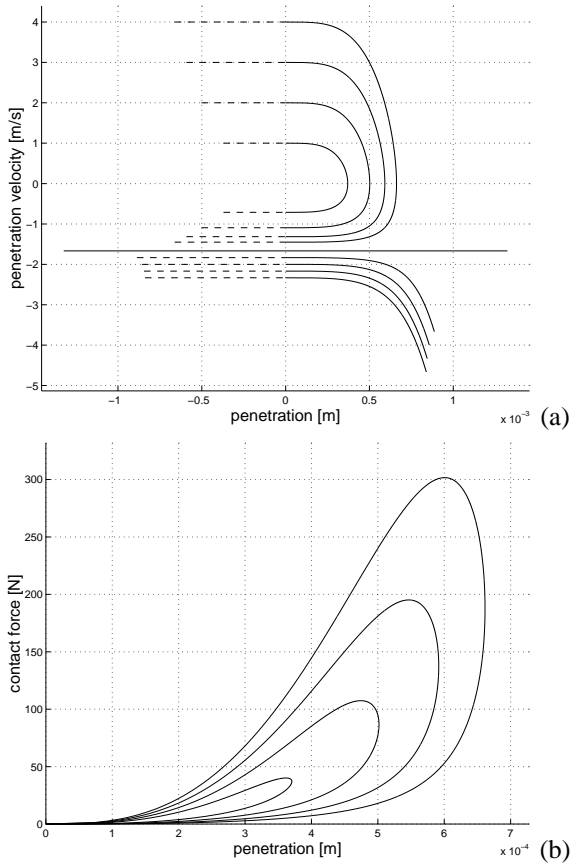 4
3
2
1
0
−1
−2
−3
−4
−5
penetration velocity [m/s]
−1 −0.5 0 0.5 1
x 10⁻³
penetration [m]
(a)
300
250
200
150
100
50
0
contact force [N]
0 1 2 3 4 5 6 7
x 10⁻⁴
penetration [m]
(b)